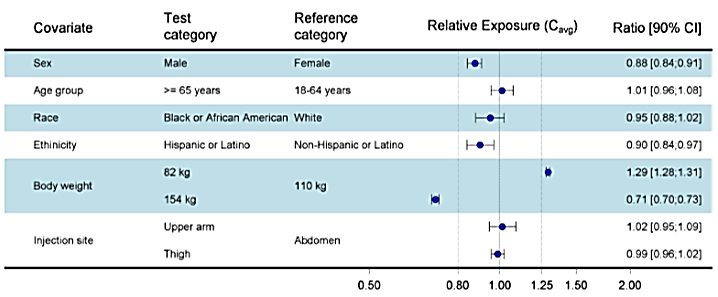 Covariate Test category Reference category Relative Exposure (Cavg) Ratio [90% CI]
Sex Male Female 0.88 [0.84;0.91]
Age group >= 65 years 18-64 years 1.01 [0.96;1.08]
Race Black or African American White 0.95 [0.88;1.02]
Ethinicity Hispanic or Latino Non-Hispanic or Latino 0.90 [0.84;0.97]
Body weight 82 kg 110 kg 1.29 [1.28;1.31]
154 kg 0.71 [0.70;0.73]
Injection site Upper arm Abdomen 1.02 [0.95;1.09]
Thigh 0.99 [0.96;1.02]
0.50 0.80 1.00 1.25 1.50 2.00